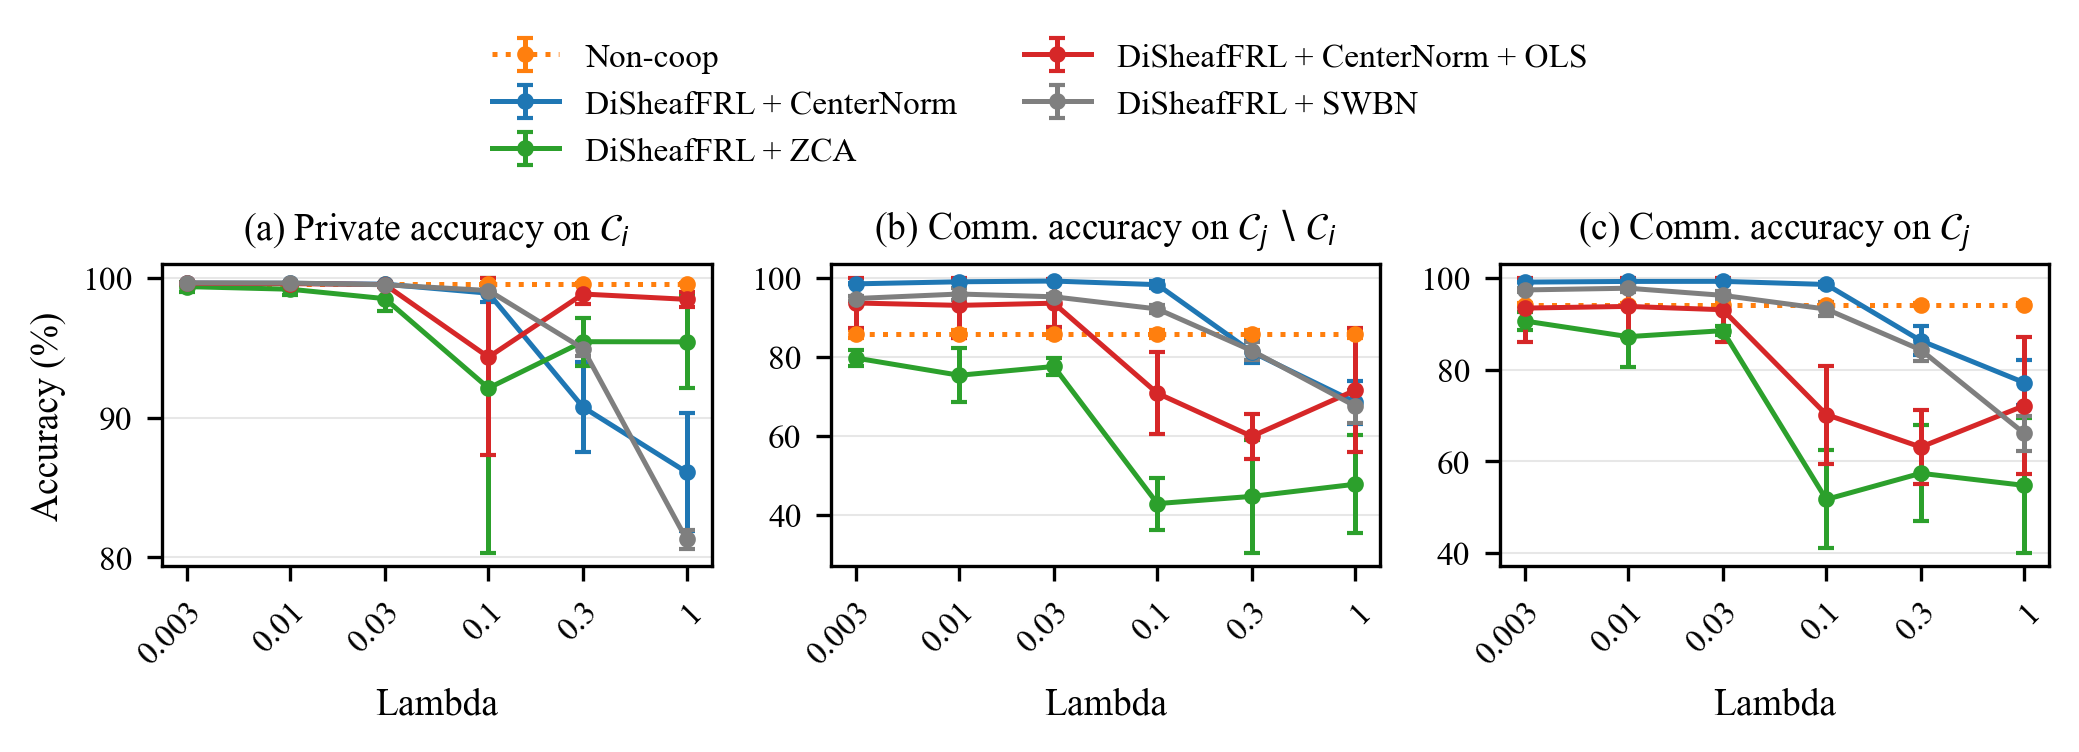 Non-coop
DiSheafFRL + CenterNorm
DiSheafFRL + ZCA
DiSheafFRL + CenterNorm + OLS
DiSheafFRL + SWBN
(a) Private accuracy on 𝒞ᵢ
Accuracy (%)
100
90
80
0.003 0.01 0.03 0.1 0.3 1
Lambda
(b) Comm. accuracy on 𝒞ⱼ \ 𝒞ᵢ
100
80
60
40
0.003 0.01 0.03 0.1 0.3 1
Lambda
(c) Comm. accuracy on 𝒞ⱼ
100
80
60
40
0.003 0.01 0.03 0.1 0.3 1
Lambda